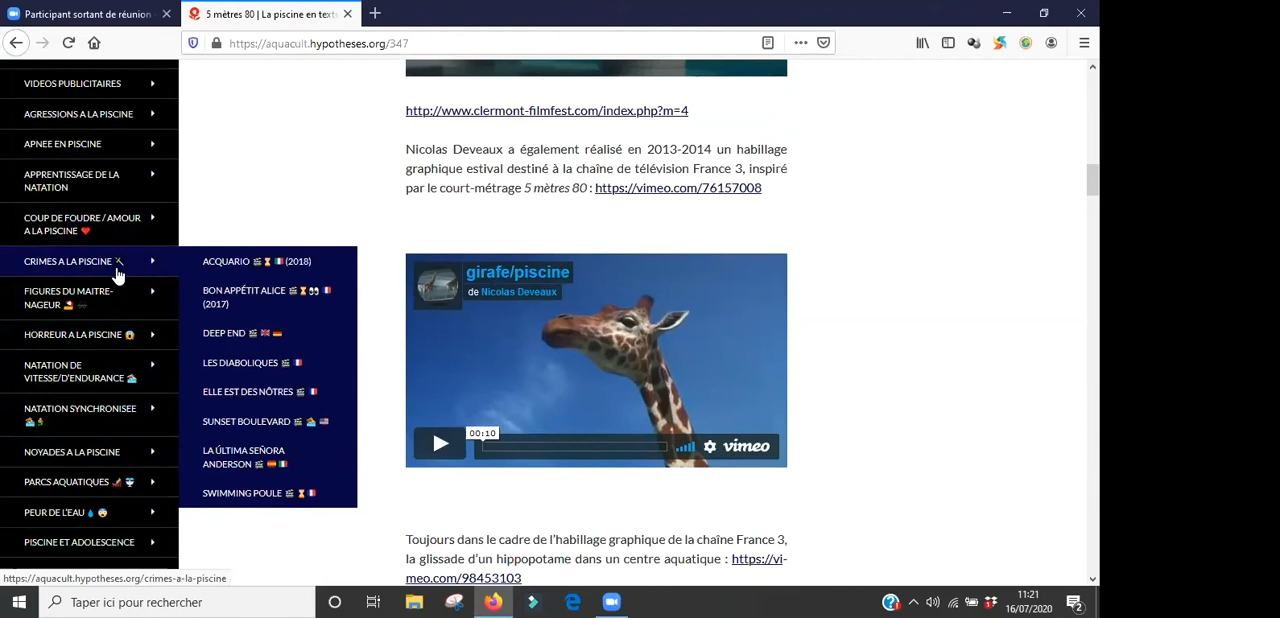 Participant sortant de réunion -
5 mètres 80 | La piscine en text
https://aquacult.hypotheses.org/347
VIDEOS PUBLICITAIRES
AGRESSIONS A LA PISCINE
APNEE EN PISCINE
APPRENTISSAGE DE LA
NATATION
COUP DE FOUDRE / AMOUR
A LA PISCINE
CRIMES A LA PISCINE
FIGURES DU MAITRE-
NAGEUR
HORREUR A LA PISCINE
NATATION DE
VITESSE/D'ENDURANCE
NATATION SYNCHRONISEE
NOYADES A LA PISCINE
PARCS AQUATIQUES
PEUR DE L'EAU
PISCINE ET ADOLESCENCE
ACQUARIO (2018)
BON APPÉTIT ALICE
(2017)
DEEP END
LES DIABOLIQUES
ELLE EST DES NÔTRES
SUNSET BOULEVARD
LA ÚLTIMA SEÑORA
ANDERSON
SWIMMING POULE
http://www.clermont-filmfest.com/index.php?m=4
Nicolas Deveaux a également réalisé en 2013-2014 un habillage
graphique estival destiné à la chaîne de télévision France 3, inspiré
par le court-métrage 5 mètres 80 : https://vimeo.com/76157008
girafe/piscine
de Nicolas Deveaux
00:10
vimeo
Toujours dans le cadre de l'habillage graphique de la chaîne France 3,
la glissade d'un hippopotame dans un centre aquatique : https://vi-
meo.com/98453103
https://aquacult.hypotheses.org/crimes-a-la-piscine
Taper ici pour rechercher
11:21
16/07/2020
2